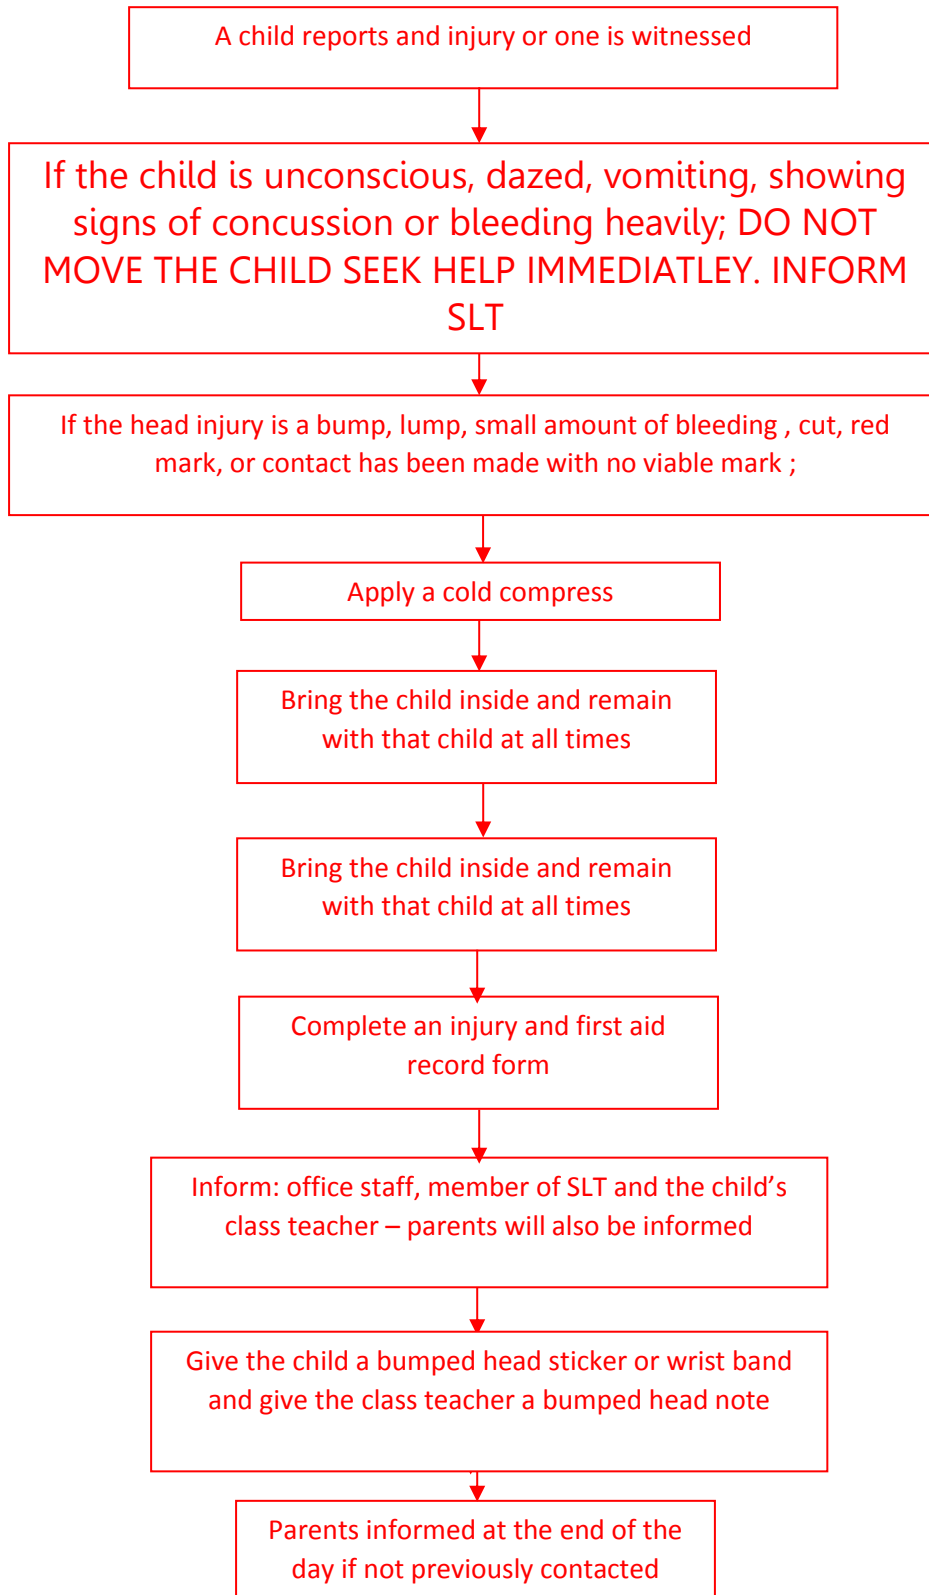 A child reports and injury or one is witnessed
If the child is unconscious, dazed, vomiting, showing
signs of concussion or bleeding heavily; DO NOT
MOVE THE CHILD SEEK HELP IMMEDIATLEY. INFORM
SLT
If the head injury is a bump, lump, small amount of bleeding , cut, red
mark, or contact has been made with no viable mark ;
Apply a cold compress
Bring the child inside and remain
with that child at all times
Bring the child inside and remain
with that child at all times
Complete an injury and first aid
record form
Inform: office staff, member of SLT and the child’s
class teacher – parents will also be informed
Give the child a bumped head sticker or wrist band
and give the class teacher a bumped head note
Parents informed at the end of the
day if not previously contacted